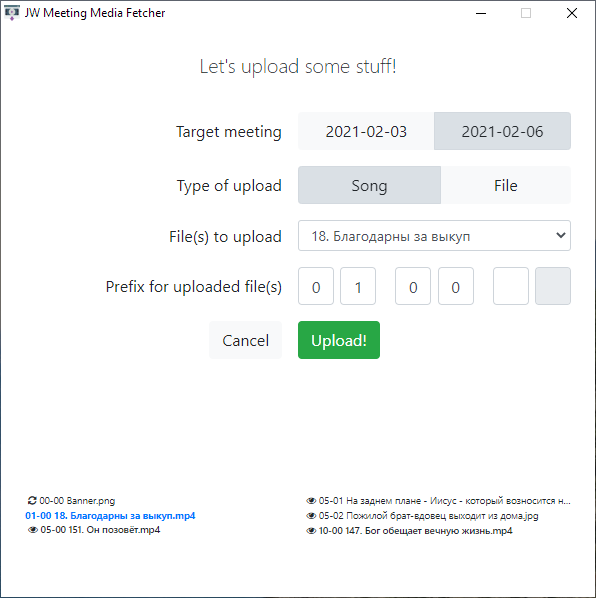 JW Meeting Media Fetcher
Let's upload some stuff!
Target meeting 2021-02-03 2021-02-06
Type of upload Song File
File(s) to upload 18. Благодарны за выкуп
Prefix for uploaded file(s) 0 1 0 0
Cancel Upload!
00-00 Banner.png
01-00 18. Благодарны за выкуп.mp4
05-00 151. Он позовёт.mp4
05-01 На заднем плане - Иисус - который возносится н...
05-02 Пожилой брат-вдовец выходит из дома.jpg
10-00 147. Бог обещает вечную жизнь.mp4